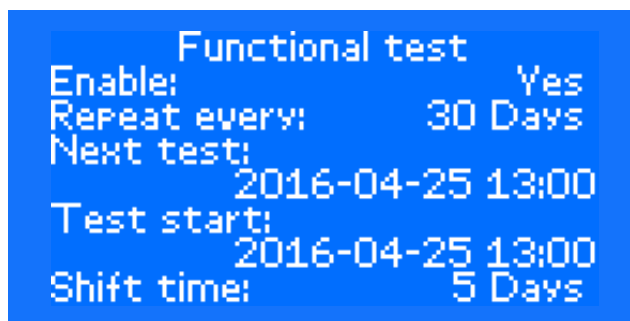 Functional test
Enable: Yes
Repeat every: 30 Days
Next test:
2016-04-25 13:00
Test start:
2016-04-25 13:00
Shift time: 5 Days